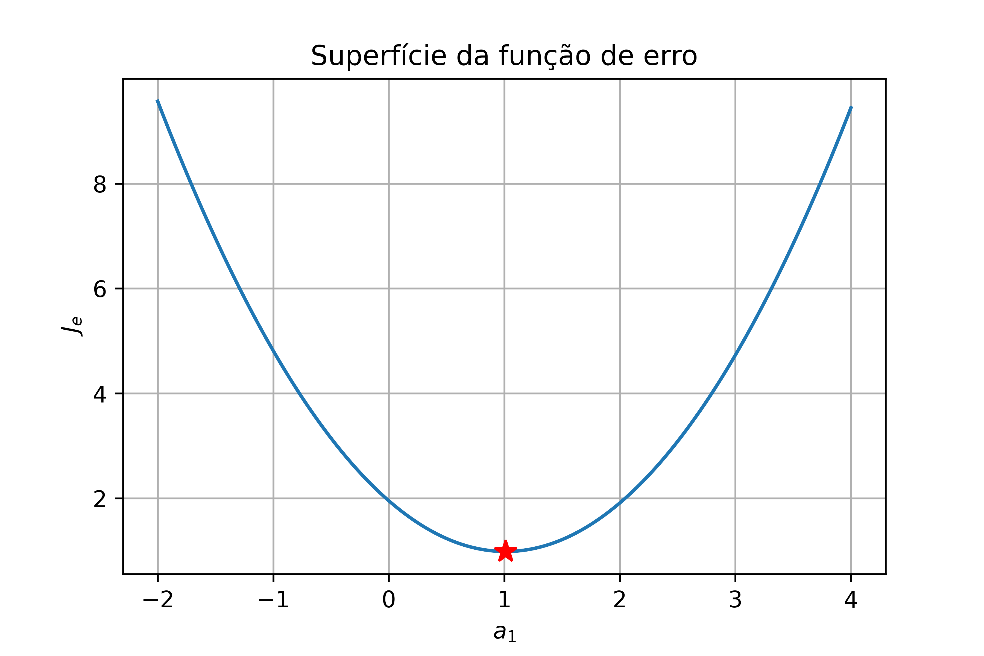 Superfície da função de erro
8
6
4
2
Jₑ
−2 −1 0 1 2 3 4
a₁